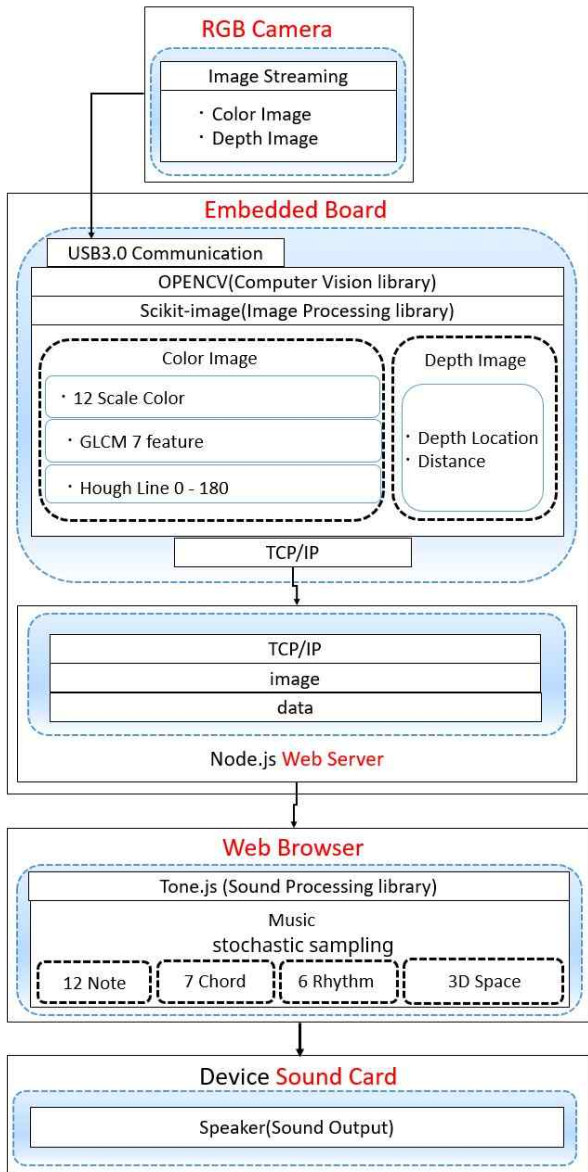 RGB Camera
Image Streaming
· Color Image
· Depth Image
Embedded Board
USB3.0 Communication
OPENCV(Computer Vision library)
Scikit-image(Image Processing library)
Color Image
· 12 Scale Color
· GLCM 7 feature
· Hough Line 0 - 180
Depth Image
· Depth Location
· Distance
TCP/IP
TCP/IP
image
data
Node.js Web Server
Web Browser
Tone.js (Sound Processing library)
Music
stochastic sampling
12 Note
7 Chord
6 Rhythm
3D Space
Device Sound Card
Speaker(Sound Output)